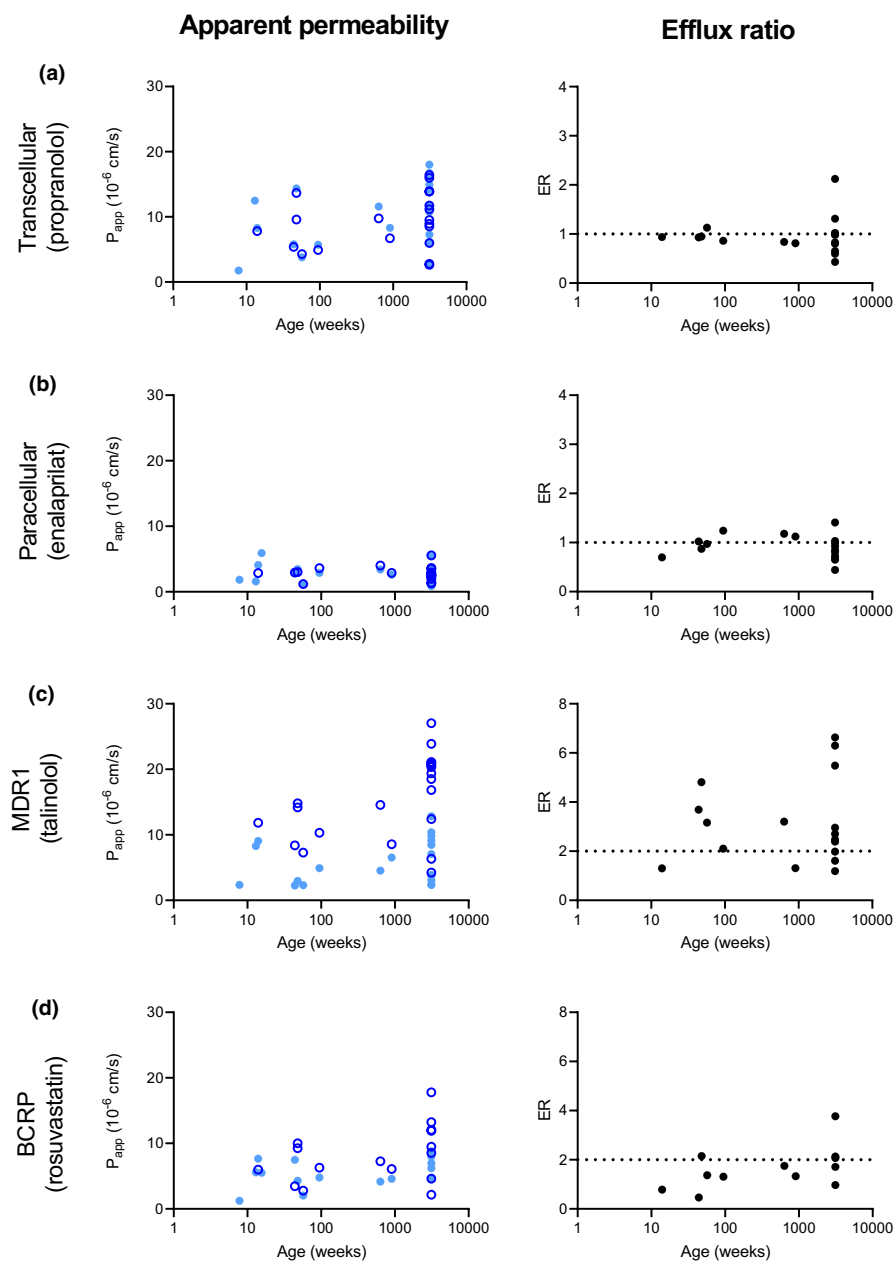 Apparent permeability
Efflux ratio
(a)
Transcellular
(propranolol)
P_app (10⁻⁶ cm/s)
30
20
10
0
1
10
100
1000
10000
Age (weeks)
ER
4
3
2
1
0
1
10
100
1000
10000
Age (weeks)
(b)
Paracellular
(enalaprilat)
P_app (10⁻⁶ cm/s)
30
20
10
0
1
10
100
1000
10000
Age (weeks)
ER
4
3
2
1
0
1
10
100
1000
10000
Age (weeks)
(c)
MDR1
(talinolol)
P_app (10⁻⁶ cm/s)
30
20
10
0
1
10
100
1000
10000
Age (weeks)
ER
8
6
4
2
0
1
10
100
1000
10000
Age (weeks)
(d)
BCRP
(rosuvastatin)
P_app (10⁻⁶ cm/s)
30
20
10
0
1
10
100
1000
10000
Age (weeks)
ER
8
6
4
2
0
1
10
100
1000
10000
Age (weeks)